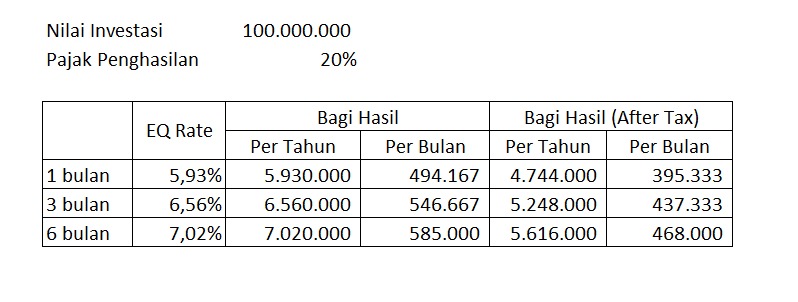 Nilai Investasi 100.000.000
Pajak Penghasilan 20%
EQ Rate Bagi Hasil Bagi Hasil (After Tax)
Per Tahun Per Bulan Per Tahun Per Bulan
1 bulan 5,93% 5.930.000 494.167 4.744.000 395.333
3 bulan 6,56% 6.560.000 546.667 5.248.000 437.333
6 bulan 7,02% 7.020.000 585.000 5.616.000 468.000